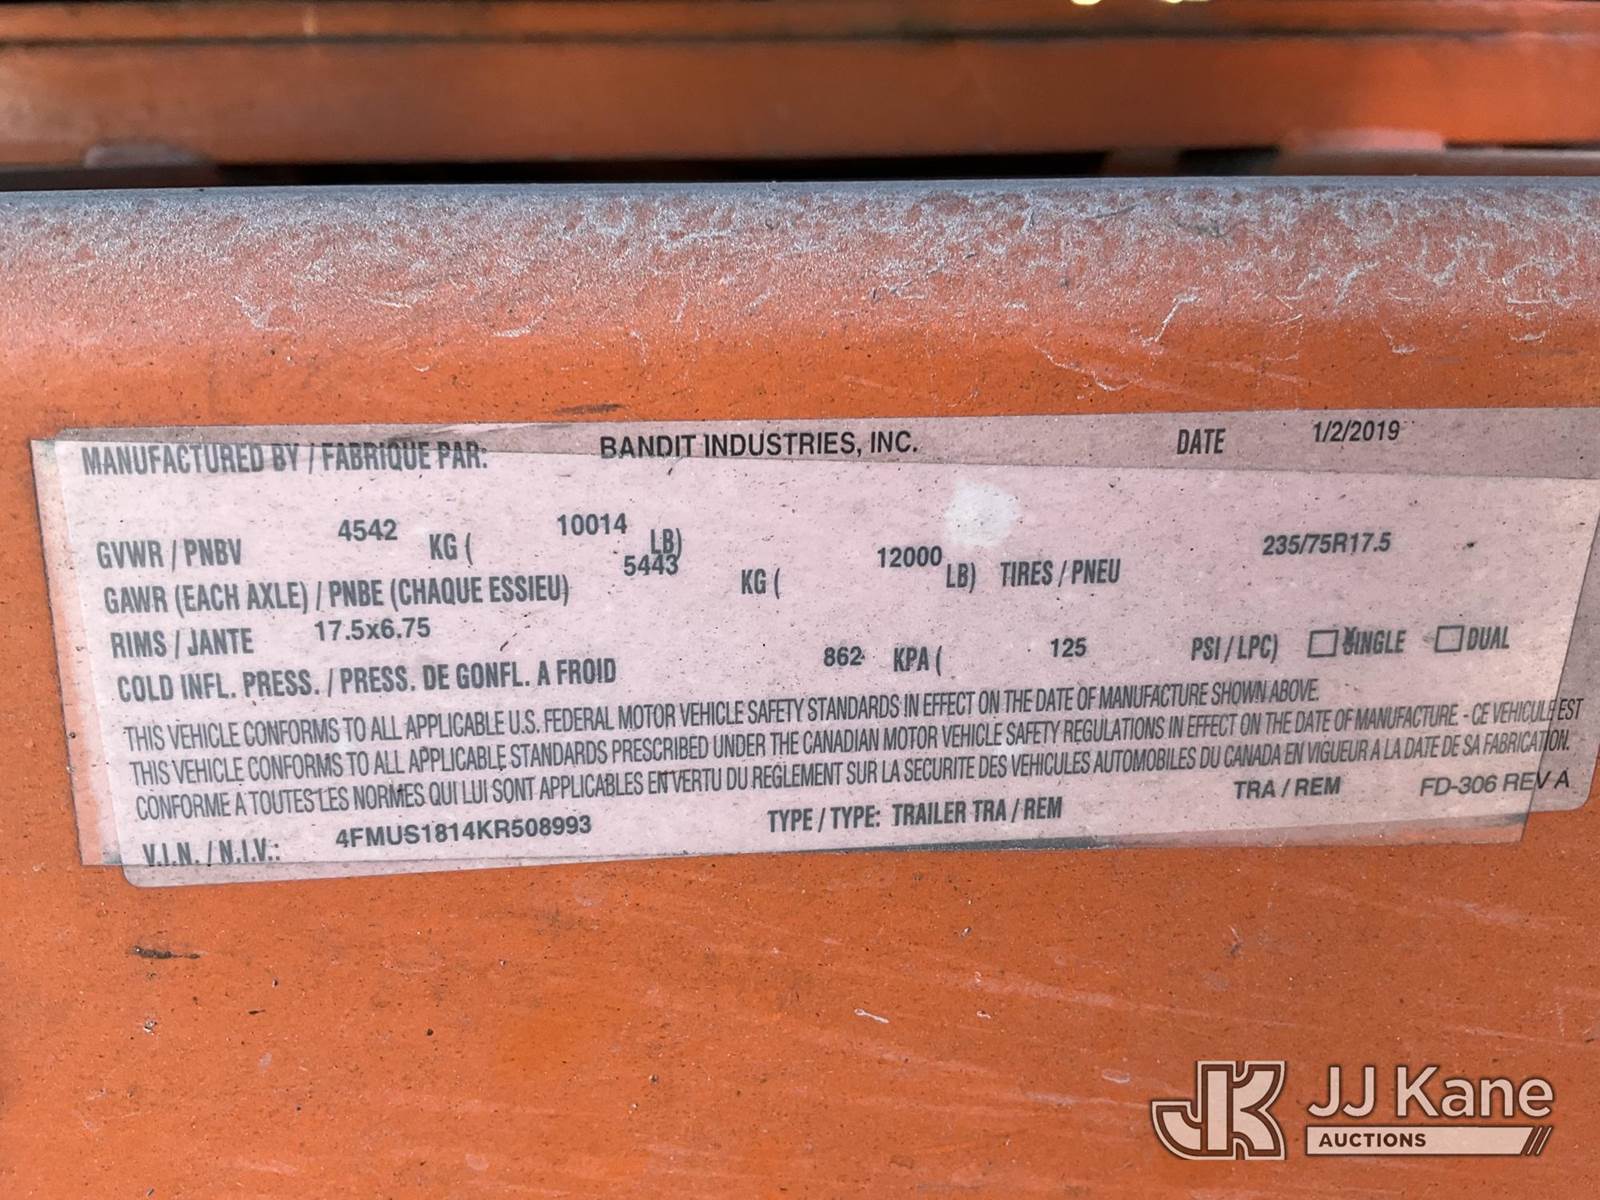 MANUFACTURED BY / FABRIQUE PAR: BANDIT INDUSTRIES, INC. DATE 1/2/2019
GVWR / PNBV 4542 KG ( 10014 LB)
GAWR (EACH AXLE) / PNBE (CHAQUE ESSIEU) 5443 KG ( 12000 LB) TIRES / PNEU 235/75R17.5
RIMS / JANTE 17.5x6.75
COLD INFL. PRESS. / PRESS. DE GONFL. A FROID 862 KPA ( 125 PSI / LPC) SINGLE DUAL
THIS VEHICLE CONFORMS TO ALL APPLICABLE U.S. FEDERAL MOTOR VEHICLE SAFETY STANDARDS IN EFFECT ON THE DATE OF MANUFACTURE SHOWN ABOVE.
THIS VEHICLE CONFORMS TO ALL APPLICABLE STANDARDS PRESCRIBED UNDER THE CANADIAN MOTOR VEHICLE SAFETY REGULATIONS IN EFFECT ON THE DATE OF MANUFACTURE - CE VEHICULE EST
CONFORME A TOUTES LES NORMES QUI LUI SONT APPLICABLES EN VERTU DU REGLEMENT SUR LA SECURITE DES VEHICULES AUTOMOBILES DU CANADA EN VIGUEUR A LA DATE DE SA FABRICATION.
V.I.N. / N.I.V.: 4FMUS1814KR508993 TYPE / TYPE: TRAILER TRA / REM TRA / REM FD-306 REV A
JK JJ Kane
AUCTIONS